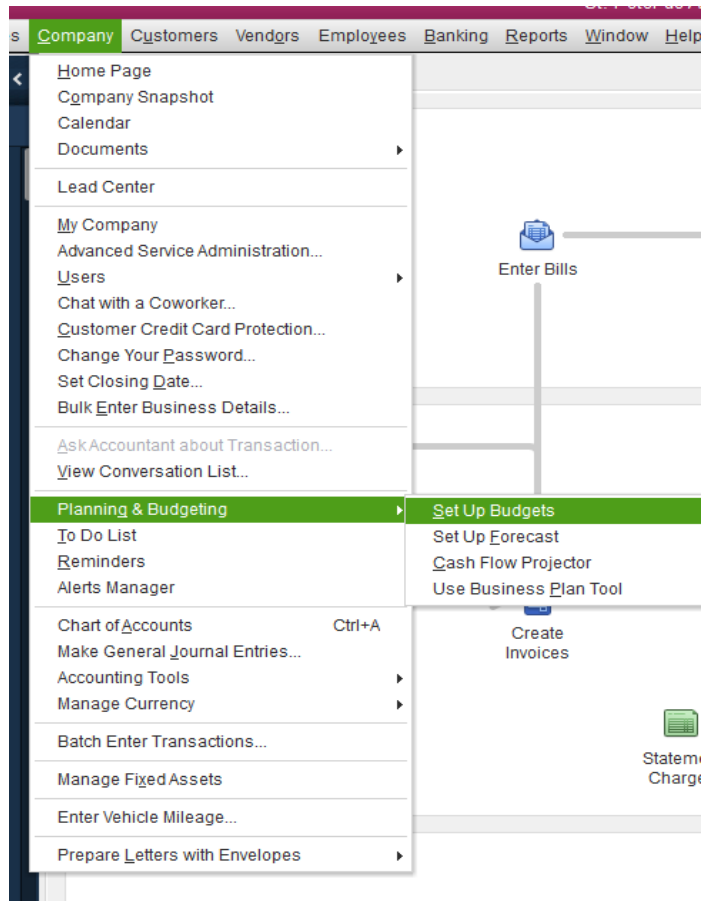 s Company Customers Vendors Employees Banking Reports Window Help
Home Page
Company Snapshot
Calendar
Documents
Lead Center
My Company
Advanced Service Administration...
Users
Chat with a Coworker...
Customer Credit Card Protection...
Change Your Password...
Set Closing Date...
Bulk Enter Business Details...
Ask Accountant about Transaction...
View Conversation List...
Planning & Budgeting
To Do List
Reminders
Alerts Manager
Chart of Accounts Ctrl+A
Make General Journal Entries...
Accounting Tools
Manage Currency
Batch Enter Transactions...
Manage Fixed Assets
Enter Vehicle Mileage...
Prepare Letters with Envelopes
Set Up Budgets
Set Up Forecast
Cash Flow Projector
Use Business Plan Tool
Enter Bills
Create
Invoices
Stateme
Charge